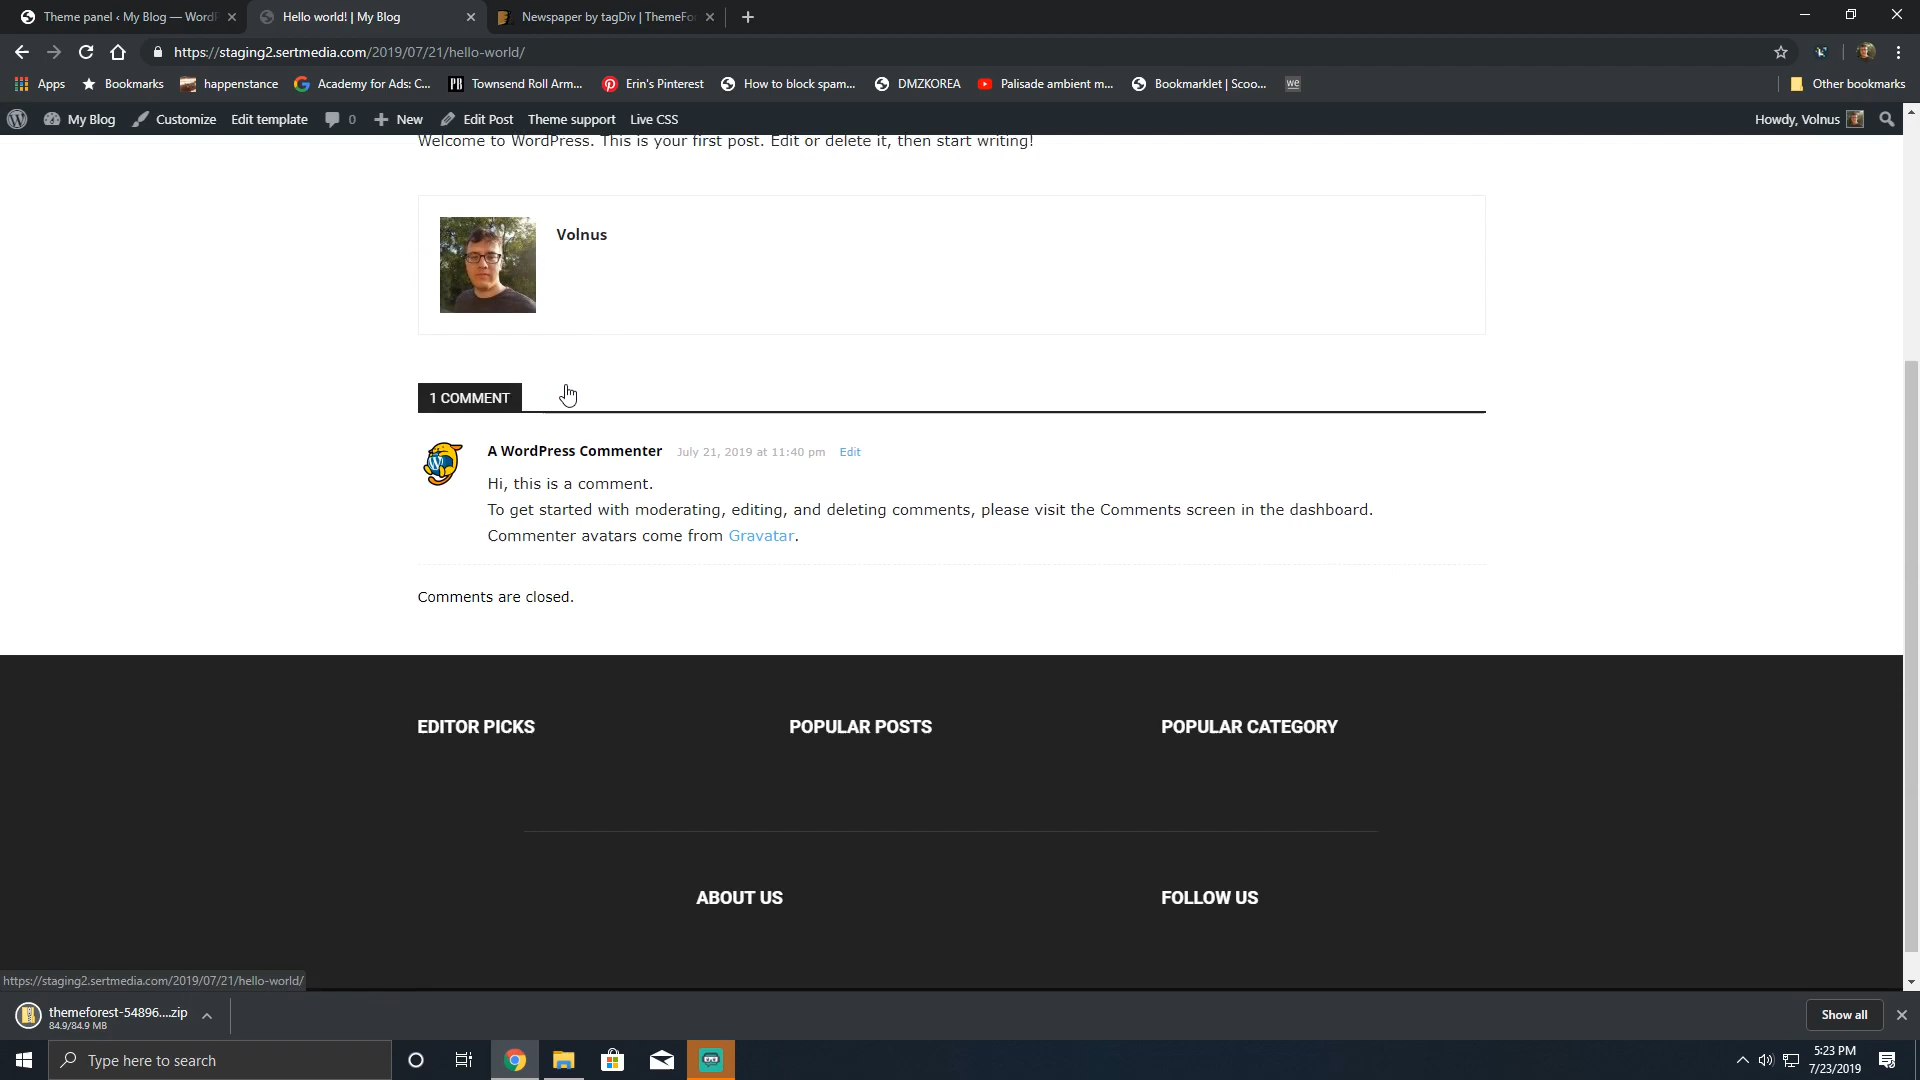 Theme panel ‹ My Blog — WordP
Hello world! | My Blog
Newspaper by tagDiv | ThemeFo
https://staging2.sertmedia.com/2019/07/21/hello-world/
Apps
Bookmarks
happenstance
Academy for Ads: C...
Townsend Roll Arm...
Erin's Pinterest
How to block spam...
DMZKOREA
Palisade ambient m...
Bookmarklet | Scoo...
we
Other bookmarks
My Blog
Customize
Edit template
0
New
Edit Post
Theme support
Live CSS
Howdy, Volnus
Welcome to WordPress. This is your first post. Edit or delete it, then start writing!
Volnus
1 COMMENT
A WordPress Commenter July 21, 2019 at 11:40 pm Edit
Hi, this is a comment.
To get started with moderating, editing, and deleting comments, please visit the Comments screen in the dashboard.
Commenter avatars come from Gravatar.
Comments are closed.
EDITOR PICKS
POPULAR POSTS
POPULAR CATEGORY
ABOUT US
FOLLOW US
https://staging2.sertmedia.com/2019/07/21/hello-world/
themeforest-54896....zip
84.9/84.9 MB
Show all
Type here to search
5:23 PM
7/23/2019